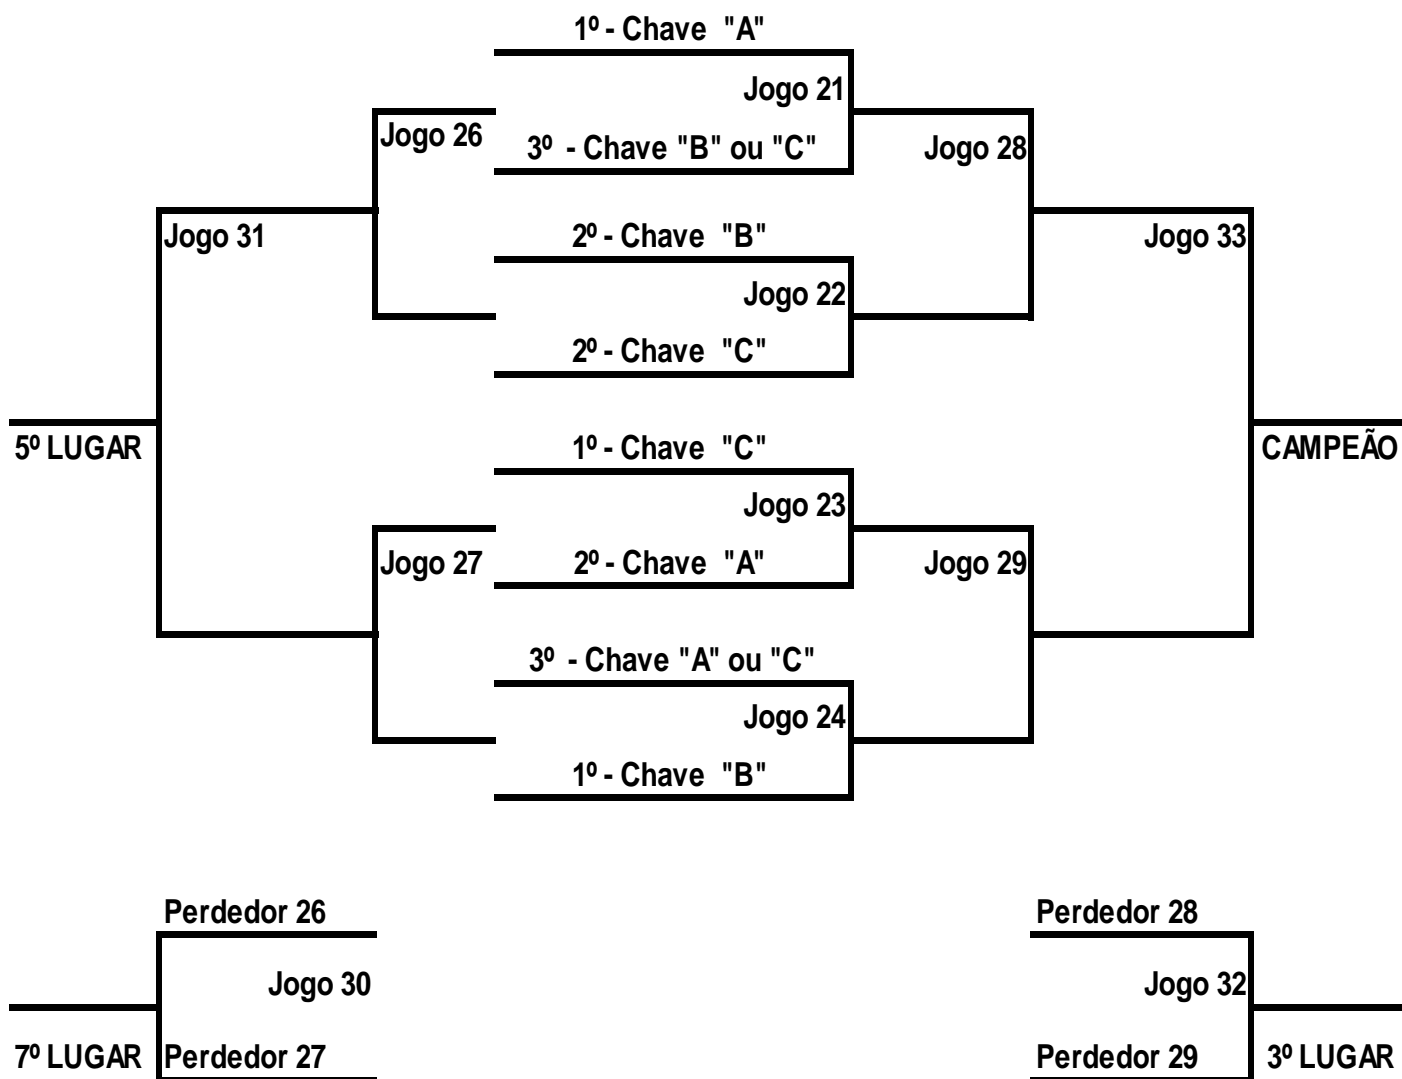 1º - Chave "A"
Jogo 21
Jogo 26
3º - Chave "B" ou "C"
Jogo 28
Jogo 31
2º - Chave "B"
Jogo 33
Jogo 22
2º - Chave "C"
5º LUGAR
1º - Chave "C"
CAMPEÃO
Jogo 23
Jogo 27
2º - Chave "A"
Jogo 29
3º - Chave "A" ou "C"
Jogo 24
1º - Chave "B"
Perdedor 26
Perdedor 28
Jogo 30
Jogo 32
7º LUGAR
Perdedor 27
Perdedor 29
3º LUGAR